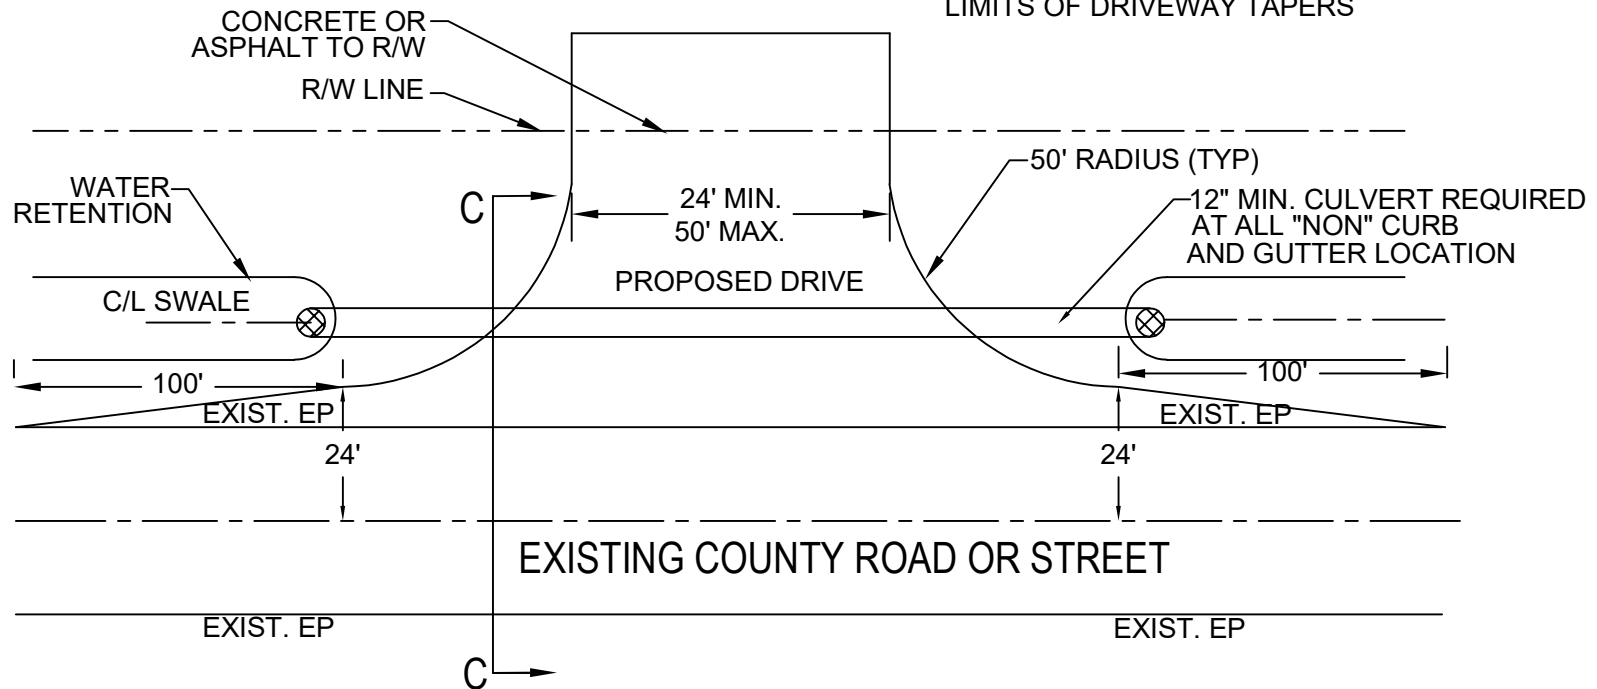 LIMITS OF DRIVEWAY TAPERS
CONCRETE OR
ASPHALT TO R/W
R/W LINE
WATER
RETENTION
C
24' MIN.
50' MAX.
50' RADIUS (TYP)
12" MIN. CULVERT REQUIRED
AT ALL "NON" CURB
AND GUTTER LOCATION
PROPOSED DRIVE
C/L SWALE
100'
100'
EXIST. EP
EXIST. EP
24'
24'
EXISTING COUNTY ROAD OR STREET
EXIST. EP
EXIST. EP
C